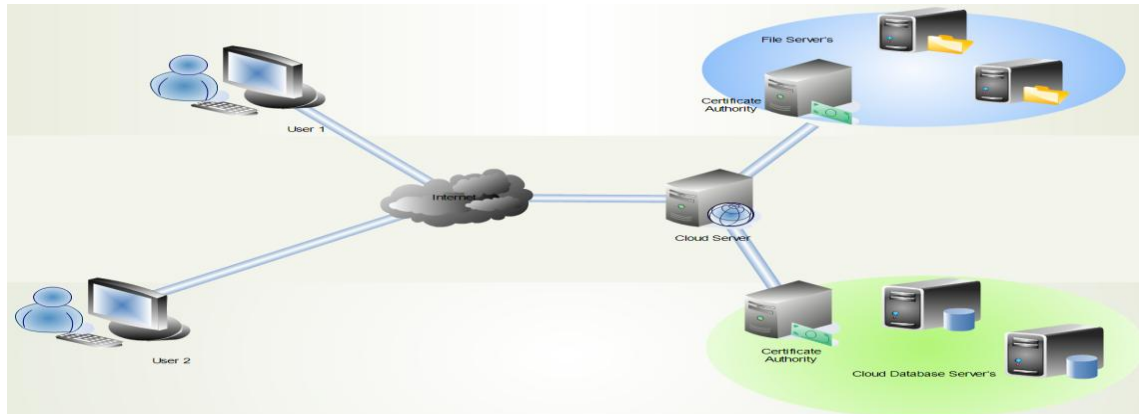 File Server's
Certificate
Authority
User 1
Internet
Cloud Server
User 2
Certificate
Authority
Cloud Database Server's